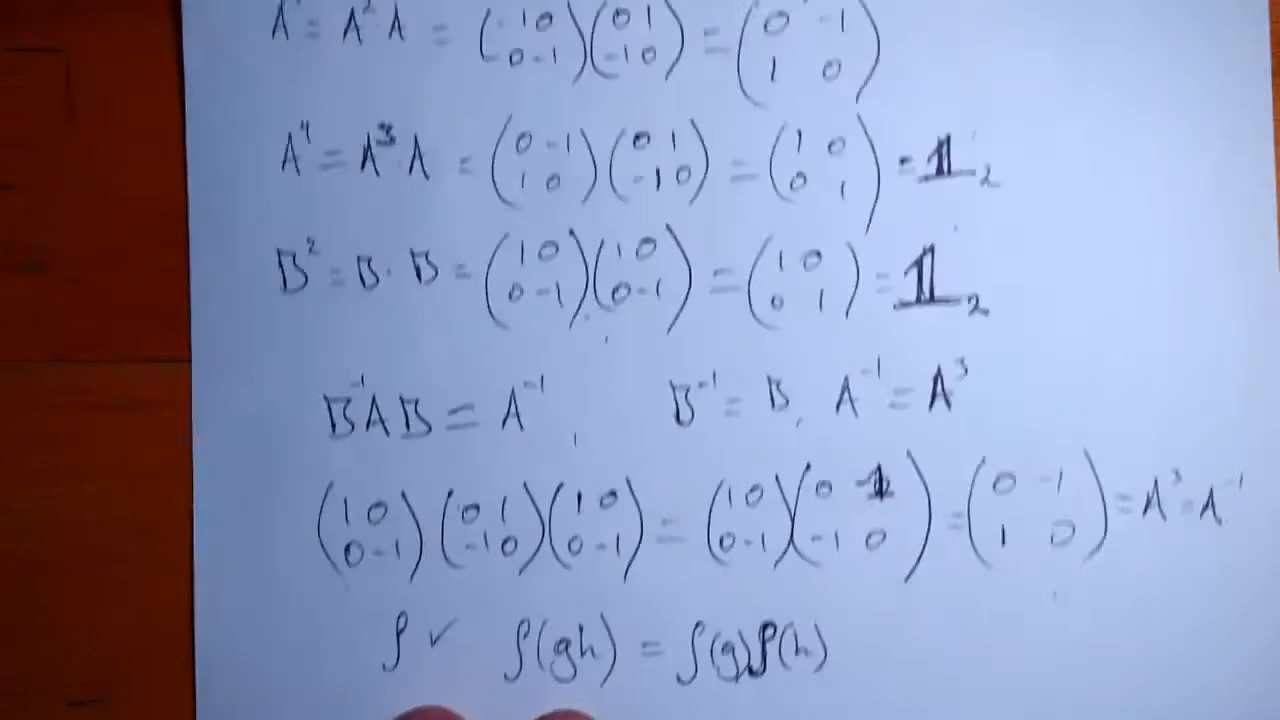 A³ = A² A = (-1 0 0 -1)(0 1 -1 0) = (0 -1 1 0)
A⁴ = A³ A = (0 -1 1 0)(0 1 -1 0) = (1 0 0 1) = 𝟙₂
B² = B · B = (1 0 0 -1)(1 0 0 -1) = (1 0 0 1) = 𝟙₂
B⁻¹AB = A⁻¹, B⁻¹ = B, A⁻¹ = A³
(1 0 0 -1)(0 1 -1 0)(1 0 0 -1) = (1 0 0 -1)(0 -1 -1 0) = (0 -1 1 0) = A³ = A⁻¹
ρ ✓ ρ(gh) = ρ(g)ρ(h)